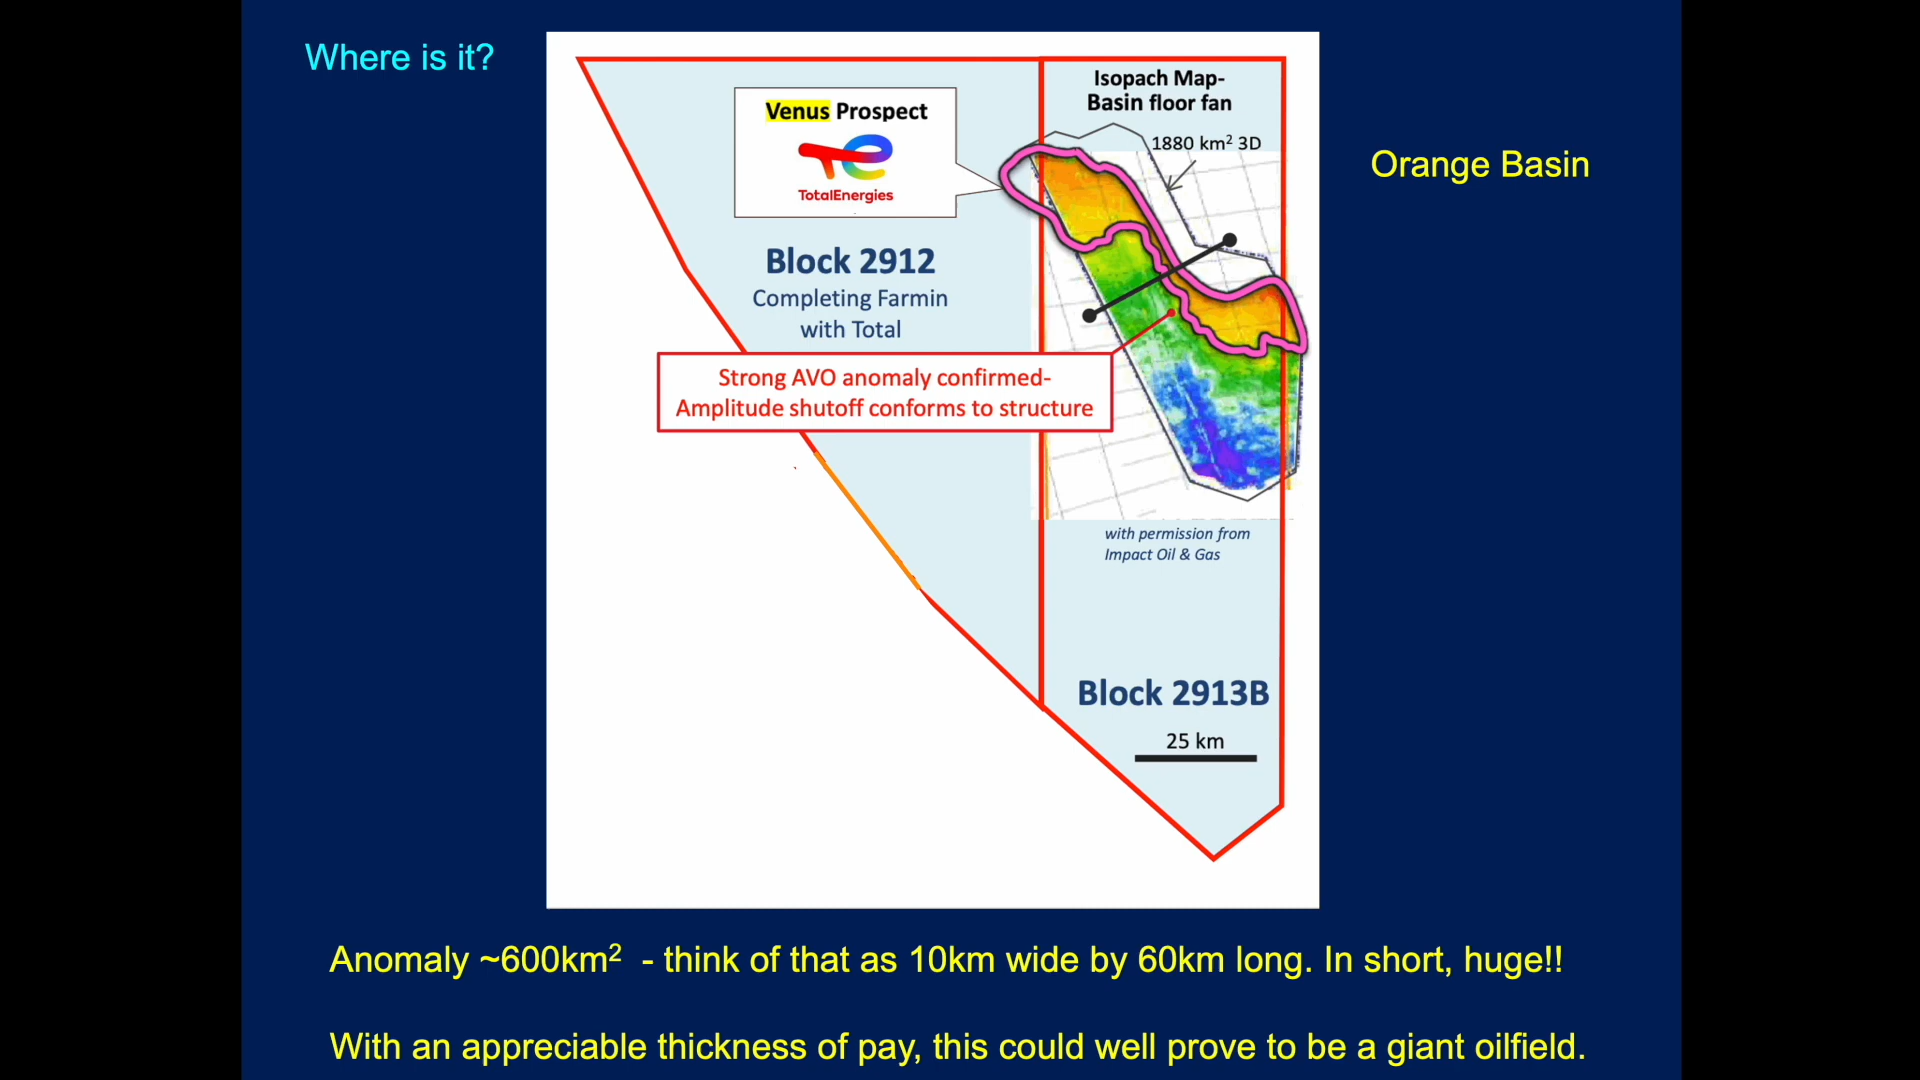 Where is it?
Isopach Map-
Basin floor fan
Venus Prospect
TotalEnergies
1880 km² 3D
Orange Basin
Block 2912
Completing Farmin
with Total
Strong AVO anomaly confirmed-
Amplitude shutoff conforms to structure
with permission from
Impact Oil & Gas
Block 2913B
25 km
Anomaly ~600km² - think of that as 10km wide by 60km long. In short, huge!!
With an appreciable thickness of pay, this could well prove to be a giant oilfield.